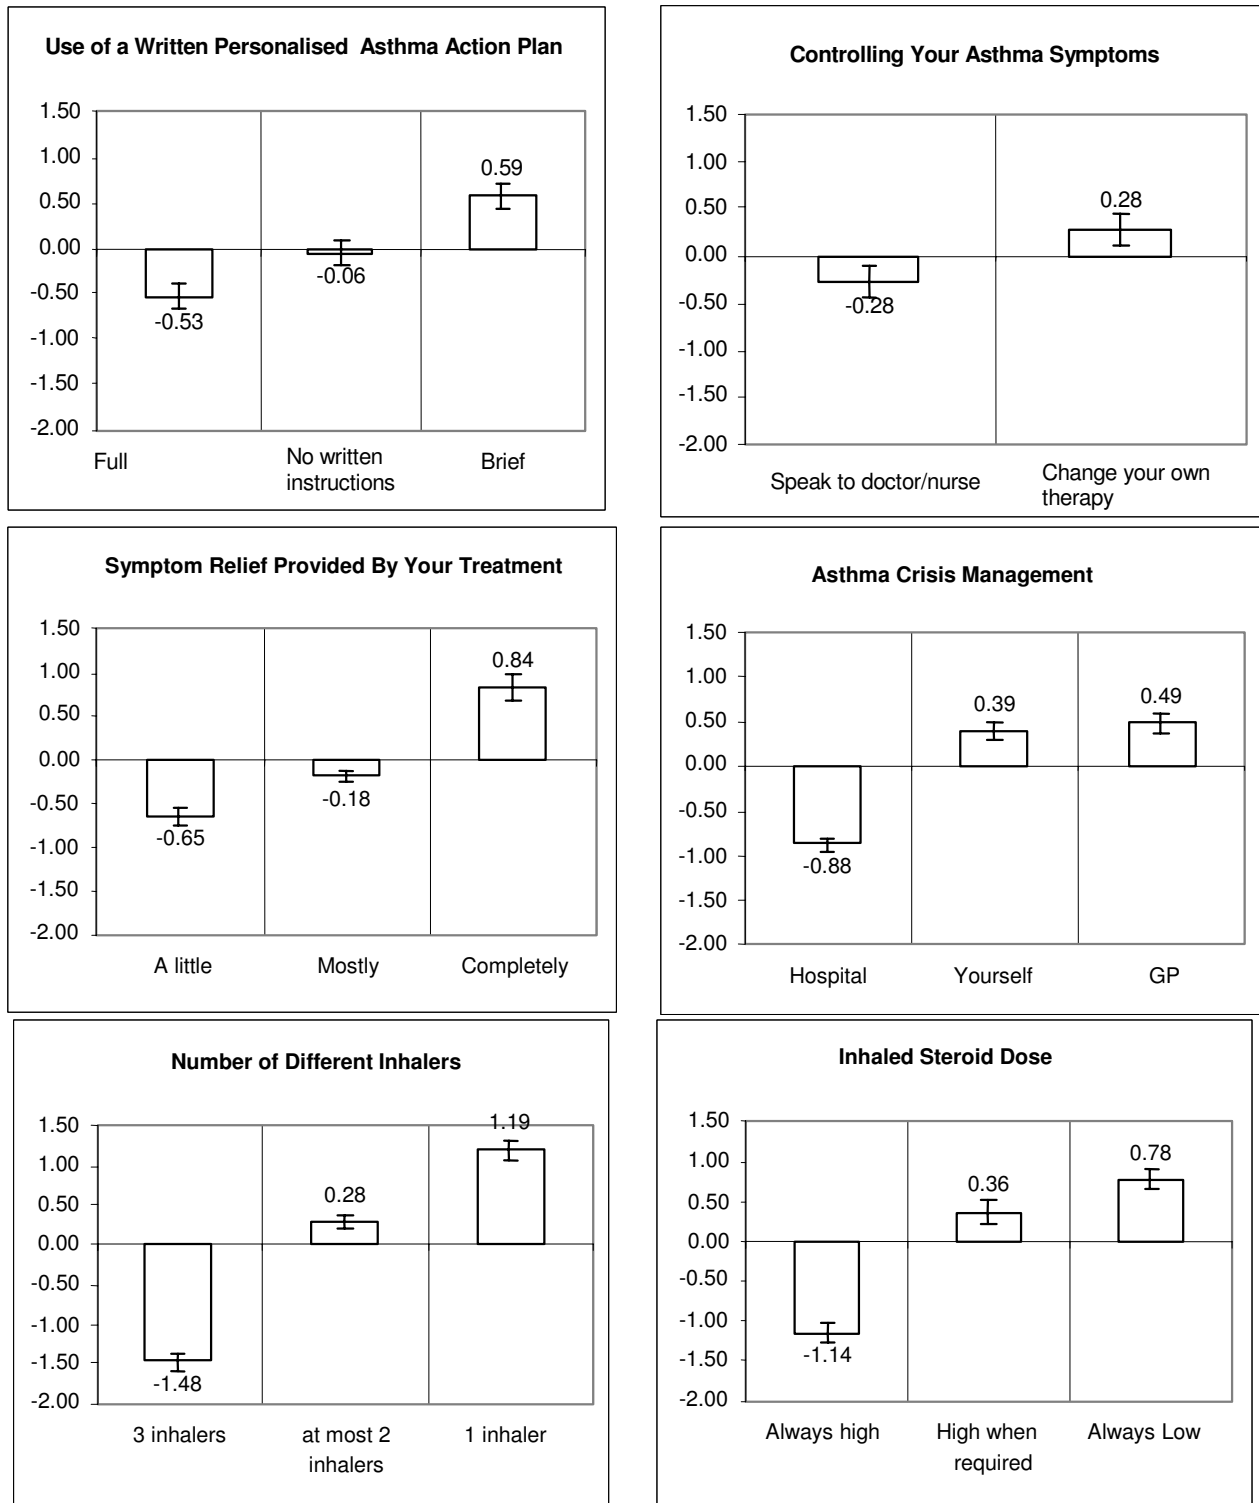 Use of a Written Personalised Asthma Action Plan
1.50
1.00
0.50
0.00
-0.50
-1.00
-1.50
-2.00
-0.53
-0.06
0.59
Full
No written
instructions
Brief
Controlling Your Asthma Symptoms
1.50
1.00
0.50
0.00
-0.50
-1.00
-1.50
-2.00
-0.28
0.28
Speak to doctor/nurse
Change your own
therapy
Symptom Relief Provided By Your Treatment
1.50
1.00
0.50
0.00
-0.50
-1.00
-1.50
-2.00
-0.65
-0.18
0.84
A little
Mostly
Completely
Asthma Crisis Management
1.50
1.00
0.50
0.00
-0.50
-1.00
-1.50
-2.00
-0.88
0.39
0.49
Hospital
Yourself
GP
Number of Different Inhalers
1.50
1.00
0.50
0.00
-0.50
-1.00
-1.50
-2.00
-1.48
0.28
1.19
3 inhalers
at most 2
inhalers
1 inhaler
Inhaled Steroid Dose
1.50
1.00
0.50
0.00
-0.50
-1.00
-1.50
-2.00
-1.14
0.36
0.78
Always high
High when
required
Always Low